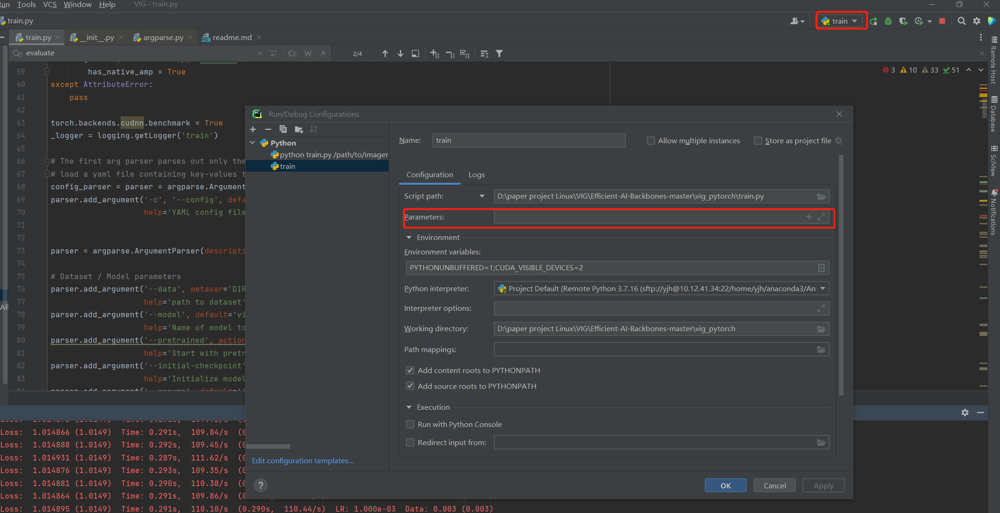 Run Tools VCS Window Help VIG - train.py
train.py
train
train.py __init__.py argparse.py readme.md
evaluate
Cc W .* 2/4
3 10 33 51
59 has_native_amp = True
60 except AttributeError:
61 pass
62
63 torch.backends.cudnn.benchmark = True
64 _logger = logging.getLogger('train')
65
66 # The first arg parser parses out only the
67 # load a yaml file containing key-values t
68 config_parser = parser = argparse.Argument
69 parser.add_argument('-c', '--config', defa
70 help='YAML config file
71
72
73 parser = argparse.ArgumentParser(descripti
74
75 # Dataset / Model parameters
76 parser.add_argument('--data', metavar='DIR
77 help='path to dataset'
78 parser.add_argument('--model', default='vi
79 help='Name of model to
80 parser.add_argument('--pretrained', action
81 help='Start with pretr
82 parser.add_argument('--initial-checkpoint'
83 help='Initialize model
AR
Remote Host
Database
SciView
Notifications
Run/Debug Configurations
Python
python train.py /path/to/imager
train
Edit configuration templates...
Name: train
Allow multiple instances
Store as project file
Configuration Logs
Script path: D:\paper project Linux\VIG\Efficient-AI-Backbones-master\vig_pytorch\train.py
Parameters:
Environment
Environment variables:
PYTHONUNBUFFERED=1;CUDA_VISIBLE_DEVICES=2
Python interpreter: Project Default (Remote Python 3.7.16 (sftp://yjh@10.12.41.34:22/home/yjh/anaconda3/An
Interpreter options:
Working directory: D:\paper project Linux\VIG\Efficient-AI-Backbones-master\vig_pytorch
Path mappings:
Add content roots to PYTHONPATH
Add source roots to PYTHONPATH
Execution
Run with Python Console
Redirect input from:
?
OK Cancel Apply
Loss: 1.014866 (1.0149) Time: 0.291s, 109.84/s (0
Loss: 1.014888 (1.0149) Time: 0.292s, 109.45/s (0
Loss: 1.014931 (1.0149) Time: 0.287s, 111.62/s (0
Loss: 1.014876 (1.0149) Time: 0.293s, 109.35/s (0
Loss: 1.014881 (1.0149) Time: 0.290s, 110.38/s (0
Loss: 1.014864 (1.0149) Time: 0.291s, 109.86/s (0
Loss: 1.014895 (1.0149) Time: 0.291s, 110.10/s (0.290s, 110.44/s) LR: 1.000e-03 Data: 0.003 (0.003)